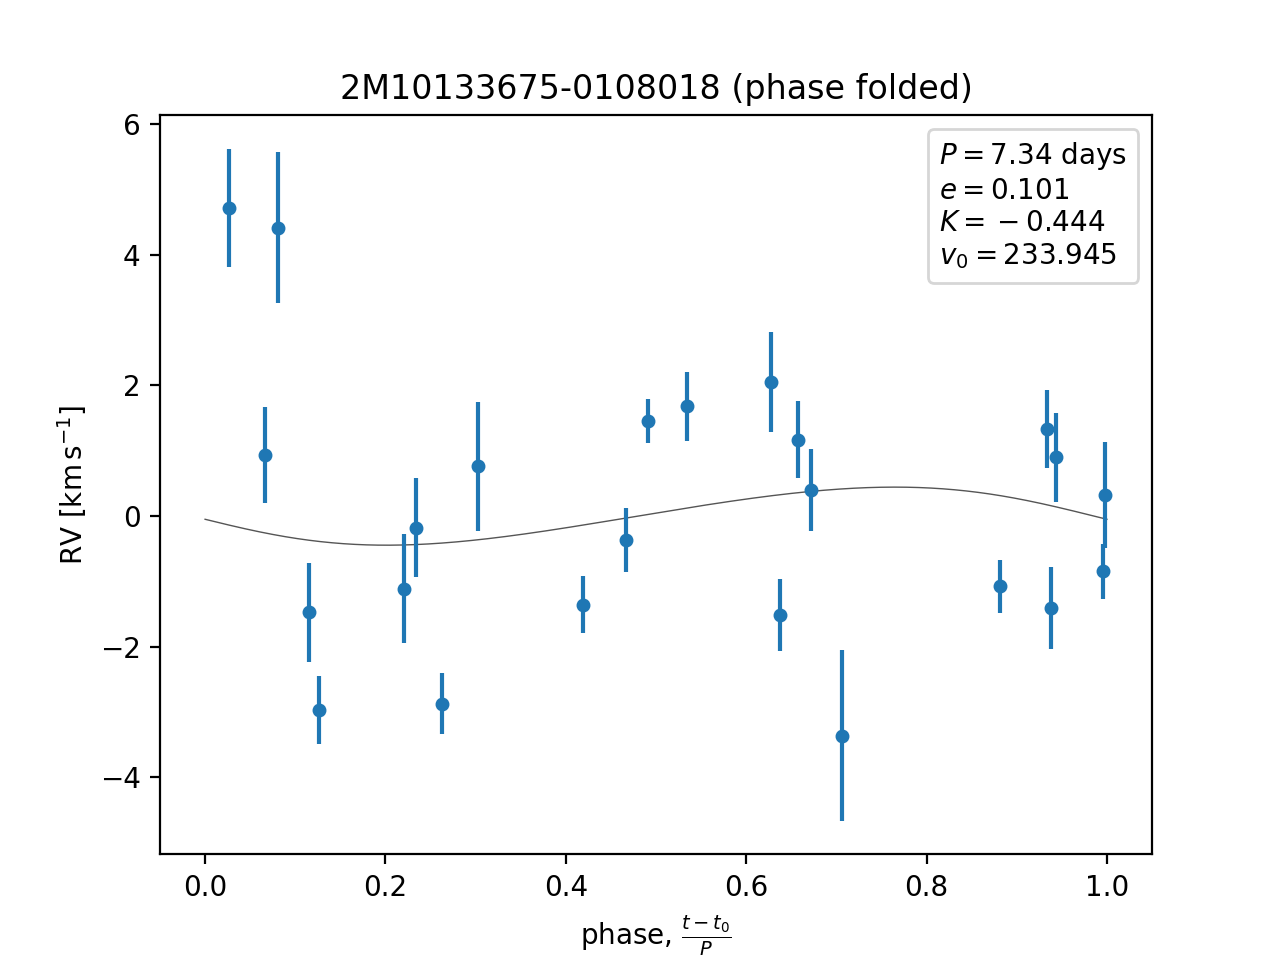 2M10133675-0108018 (phase folded)
P = 7.34 days
e = 0.101
K = −0.444
v₀ = 233.945
6
4
2
0
−2
−4
RV [km s⁻¹]
0.0 0.2 0.4 0.6 0.8 1.0
phase, (t − t₀)/P